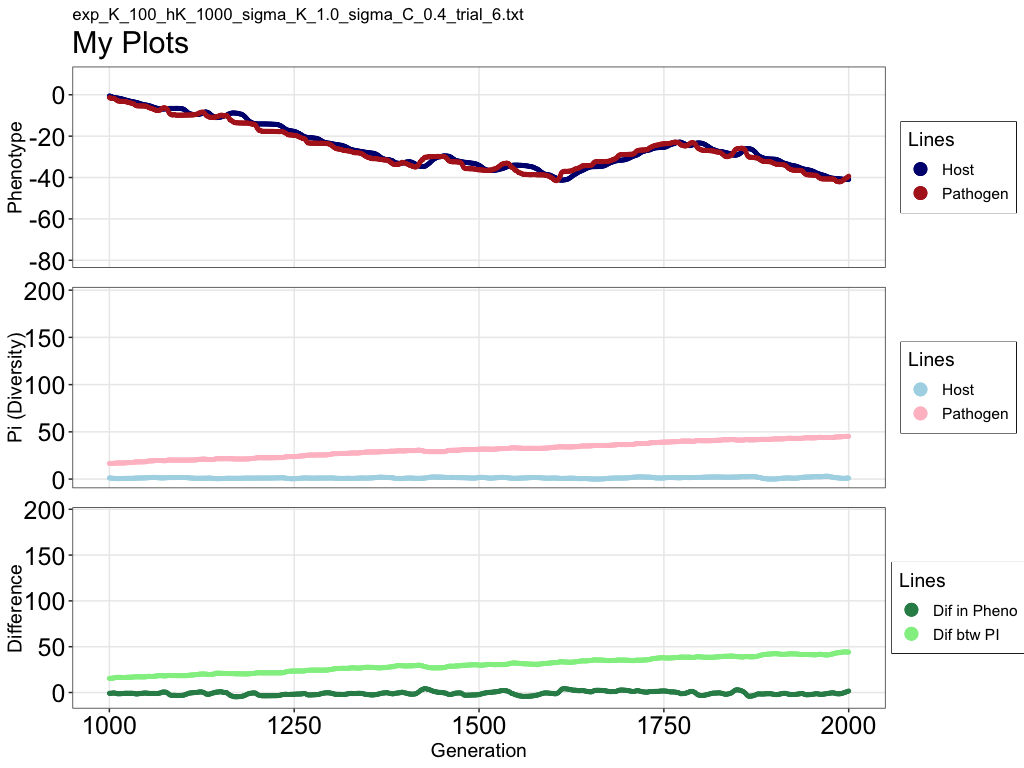 exp_K_100_hK_1000_sigma_K_1.0_sigma_C_0.4_trial_6.txt
My Plots
Phenotype
0
-20
-40
-60
-80
Lines
Host
Pathogen
Pi (Diversity)
200
150
100
50
0
Lines
Host
Pathogen
Difference
200
150
100
50
0
Lines
Dif in Pheno
Dif btw PI
1000
1250
1500
1750
2000
Generation